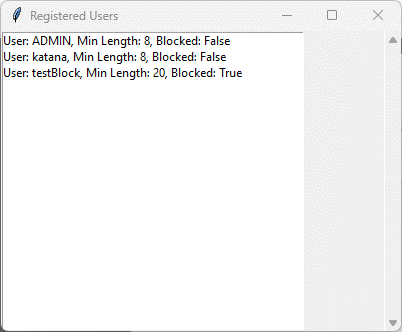 Registered Users
User: ADMIN, Min Length: 8, Blocked: False
User: katana, Min Length: 8, Blocked: False
User: testBlock, Min Length: 20, Blocked: True